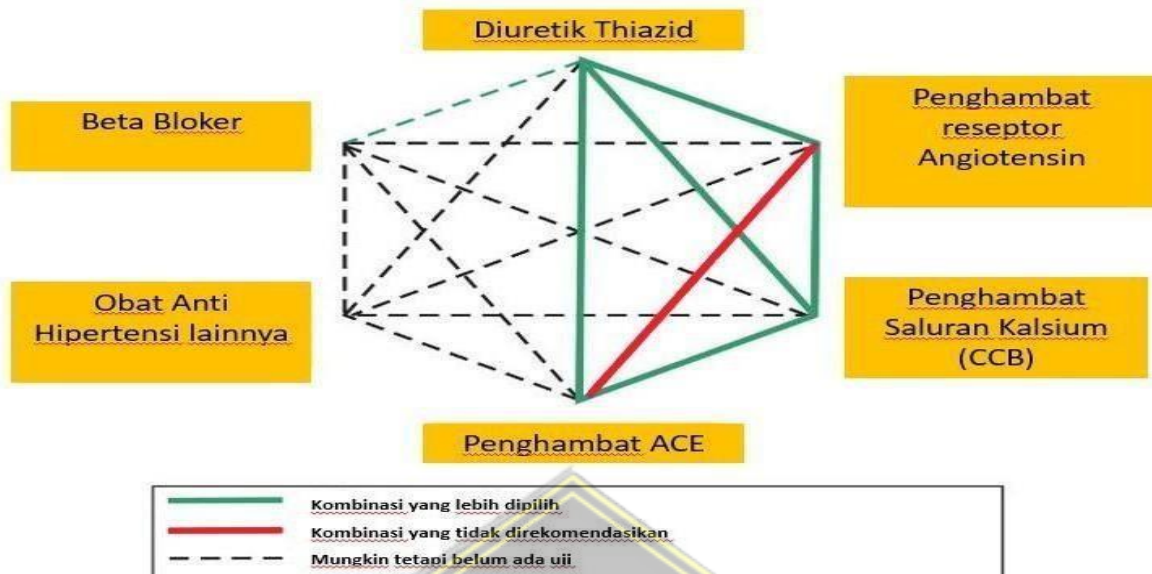 Diuretik Thiazid
Beta Bloker
Penghambat
reseptor
Angiotensin
Obat Anti
Hipertensi lainnya
Penghambat
Saluran Kalsium
(CCB)
Penghambat ACE
Kombinasi yang lebih dipilih
Kombinasi yang tidak direkomendasikan
Mungkin tetapi belum ada uji